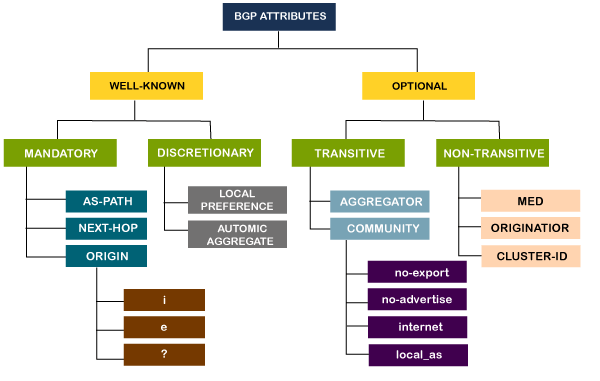 BGP ATTRIBUTES
WELL-KNOWN
OPTIONAL
MANDATORY
DISCRETIONARY
TRANSITIVE
NON-TRANSITIVE
AS-PATH
NEXT-HOP
ORIGIN
LOCAL
PREFERENCE
AUTOMIC
AGGREGATE
AGGREGATOR
COMMUNITY
MED
ORIGINATIOR
CLUSTER-ID
i
e
?
no-export
no-advertise
internet
local_as